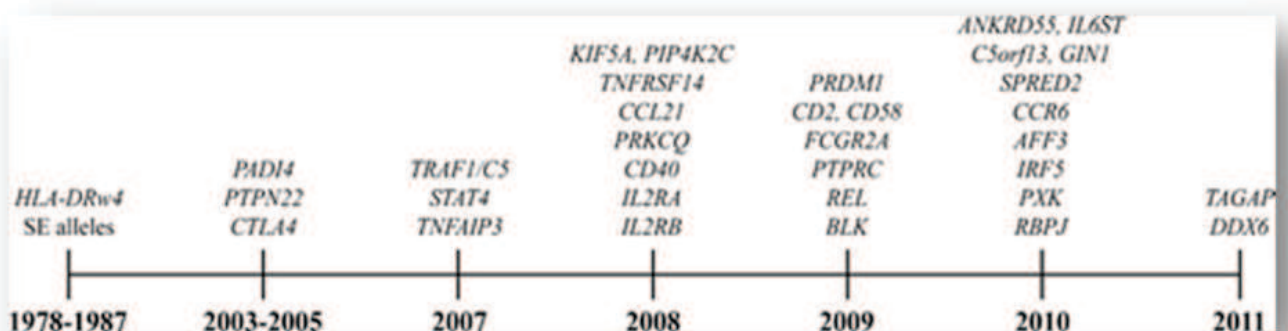 HLA-DRw4
SE alleles
PADI4
PTPN22
CTLA4
TRAF1/C5
STAT4
TNFAIP3
KIF5A, PIP4K2C
TNFRSF14
CCL21
PRKCQ
CD40
IL2RA
IL2RB
PRDM1
CD2, CD58
FCGR2A
PTPRC
REL
BLK
ANKRD55, IL6ST
C5orf13, GIN1
SPRED2
CCR6
AFF3
IRF5
PXK
RBPJ
TAGAP
DDX6
1978-1987 2003-2005 2007 2008 2009 2010 2011